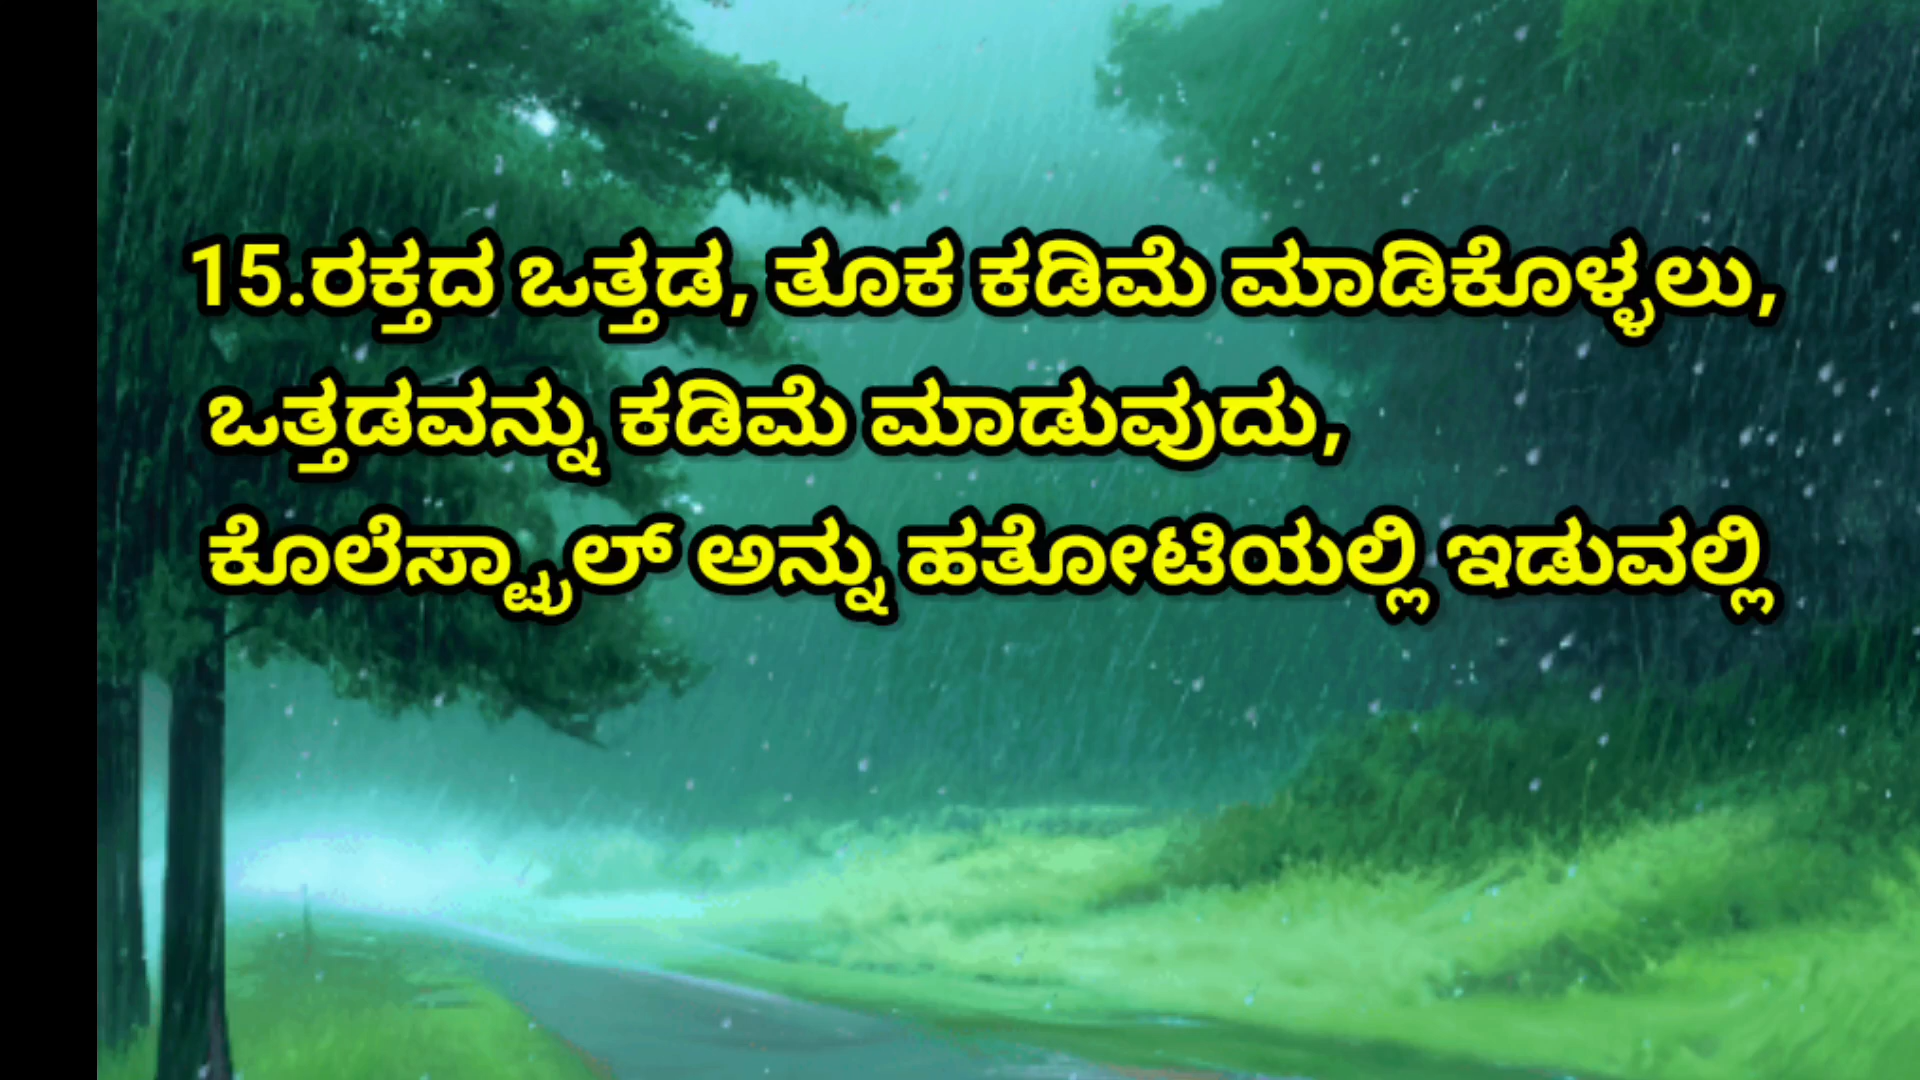 15.ರಕ್ತದ ಒತ್ತಡ, ತೂಕ ಕಡಿಮೆ ಮಾಡಿಕೊಳ್ಳಲು,
ಒತ್ತಡವನ್ನು ಕಡಿಮೆ ಮಾಡುವುದು,
ಕೊಲೆಸ್ಟ್ರಾಲ್ ಅನ್ನು ಹತೋಟಿಯಲ್ಲಿ ಇಡುವಲ್ಲಿ